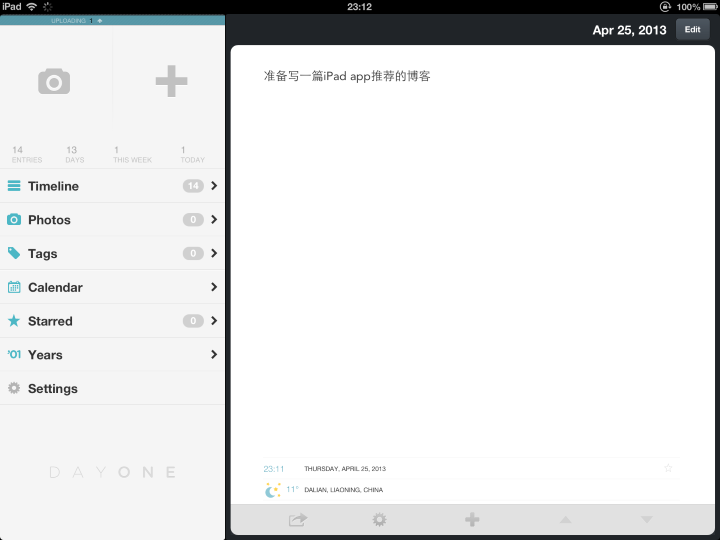 iPad 23:12 100%
UPLOADING 1
Apr 25, 2013 Edit
准备写一篇iPad app推荐的博客
14 13 1 1
ENTRIES DAYS THIS WEEK TODAY
Timeline 14
Photos 0
Tags 0
Calendar
Starred 0
'01 Years
Settings
DAYONE
23:11 THURSDAY, APRIL 25, 2013
11° DALIAN, LIAONING, CHINA